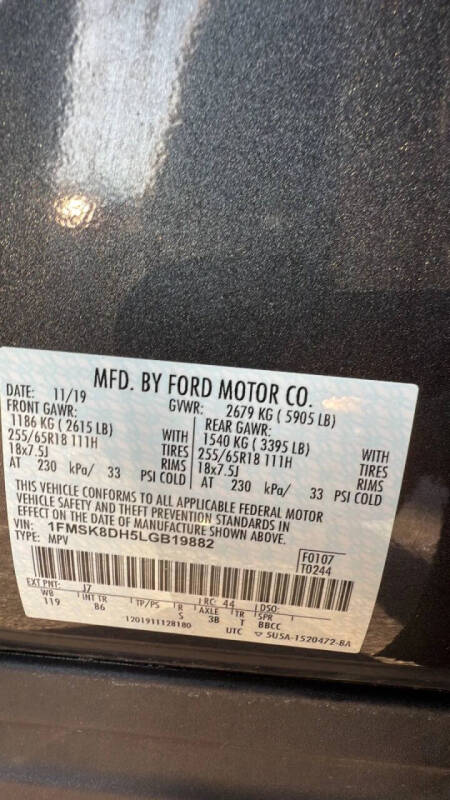 MFD. BY FORD MOTOR CO.
DATE: 11/19 GVWR: 2679 KG (5905 LB)
FRONT GAWR: REAR GAWR:
1186 KG (2615 LB) WITH 1540 KG (3395 LB) WITH
255/65R18 111H TIRES 255/65R18 111H TIRES
18x7.5J RIMS 18x7.5J RIMS
AT 230 kPa/ 33 PSI COLD AT 230 kPa/ 33 PSI COLD
THIS VEHICLE CONFORMS TO ALL APPLICABLE FEDERAL MOTOR
VEHICLE SAFETY AND THEFT PREVENTION STANDARDS IN
EFFECT ON THE DATE OF MANUFACTURE SHOWN ABOVE.
VIN: 1FMSK8DH5LGB19882
TYPE: MPV
F0107
T0244
EXT PNT: J7 RC: 44 DSO:
WB INT TR TP/PS R AXLE TR SPR
119 B6 S 3B T BBCC
1201911128180 UTC 5U5A-1520472-BA